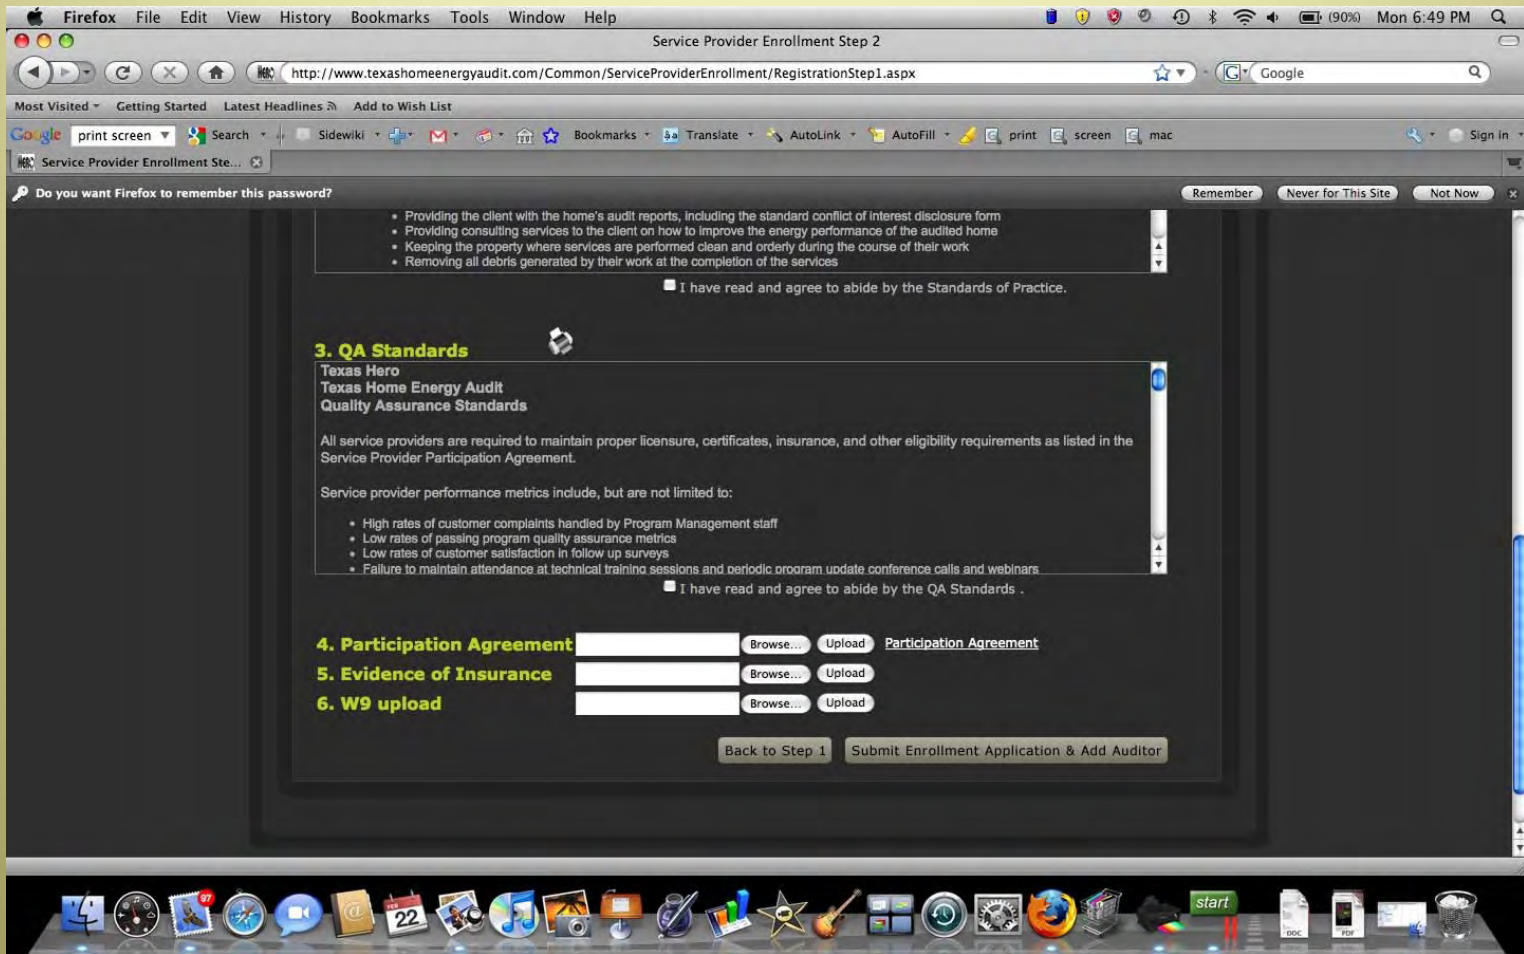 Firefox File Edit View History Bookmarks Tools Window Help (90%) Mon 6:49 PM
Service Provider Enrollment Step 2
HERO http://www.texashomeenergyaudit.com/Common/ServiceProviderEnrollment/RegistrationStep1.aspx G Google
Most Visited Getting Started Latest Headlines Add to Wish List
Google print screen Search Sidewiki Bookmarks Translate AutoLink AutoFill print screen mac Sign in
Service Provider Enrollment Ste...
Do you want Firefox to remember this password? Remember Never for This Site Not Now
• Providing the client with the home's audit reports, including the standard conflict of interest disclosure form
• Providing consulting services to the client on how to improve the energy performance of the audited home
• Keeping the property where services are performed clean and orderly during the course of their work
• Removing all debris generated by their work at the completion of the services
I have read and agree to abide by the Standards of Practice.
3. QA Standards
Texas Hero
Texas Home Energy Audit
Quality Assurance Standards
All service providers are required to maintain proper licensure, certificates, insurance, and other eligibility requirements as listed in the
Service Provider Participation Agreement.
Service provider performance metrics include, but are not limited to:
• High rates of customer complaints handled by Program Management staff
• Low rates of passing program quality assurance metrics
• Low rates of customer satisfaction in follow up surveys
• Failure to maintain attendance at technical training sessions and periodic program update conference calls and webinars
I have read and agree to abide by the QA Standards .
4. Participation Agreement Browse... Upload Participation Agreement
5. Evidence of Insurance Browse... Upload
6. W9 upload Browse... Upload
Back to Step 1 Submit Enrollment Application & Add Auditor
97 FEB 22 start DOC PDF